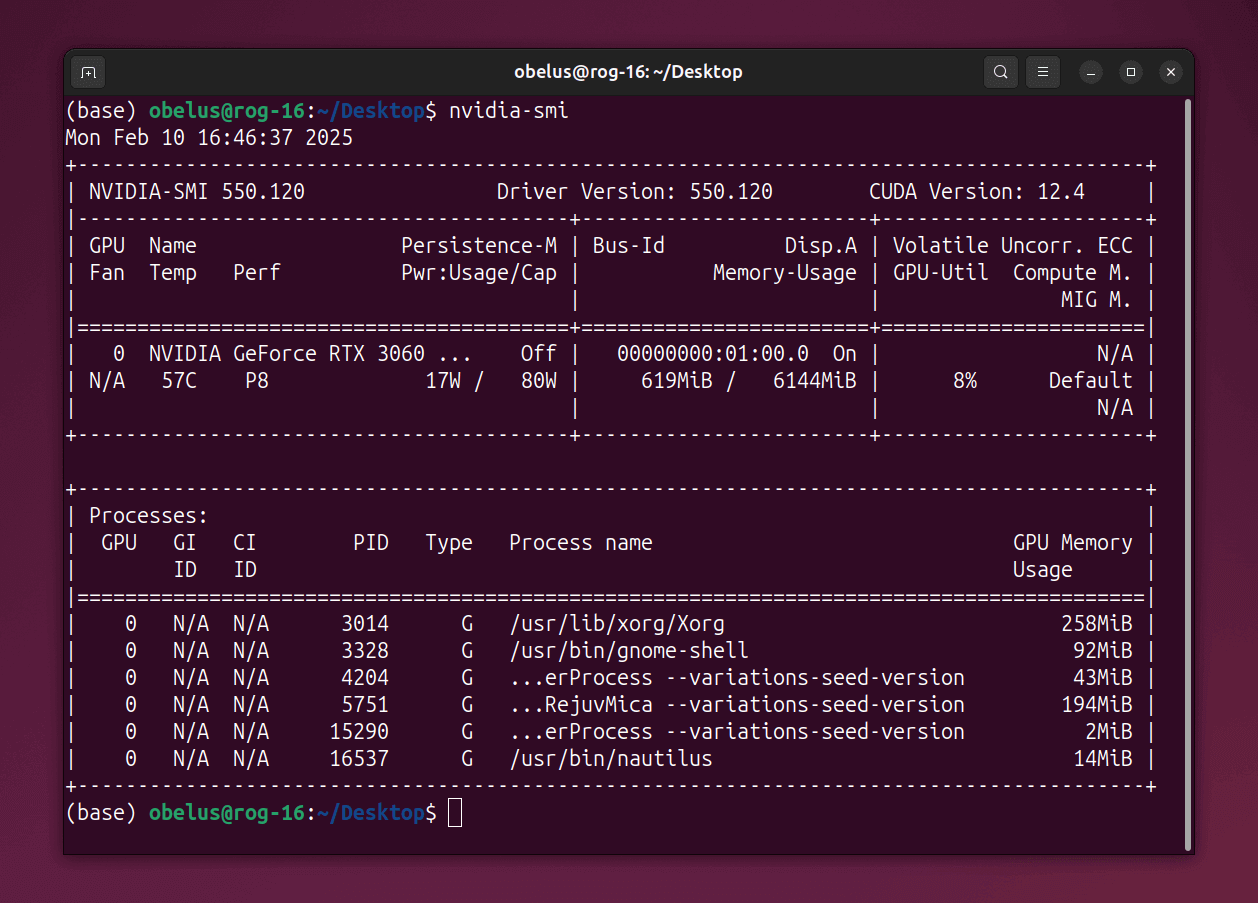 obelus@rog-16: ~/Desktop
(base) obelus@rog-16:~/Desktop$ nvidia-smi
Mon Feb 10 16:46:37 2025
+-----------------------------------------------------------------------------------------+
| NVIDIA-SMI 550.120                Driver Version: 550.120        CUDA Version: 12.4     |
|-----------------------------------------+------------------------+----------------------+
| GPU  Name                 Persistence-M | Bus-Id          Disp.A | Volatile Uncorr. ECC |
| Fan  Temp   Perf          Pwr:Usage/Cap |           Memory-Usage | GPU-Util  Compute M. |
|                                         |                        |               MIG M. |
|=========================================+========================+======================|
|   0  NVIDIA GeForce RTX 3060 ...    Off |   00000000:01:00.0  On |                  N/A |
| N/A   57C    P8             17W /   80W |     619MiB /   6144MiB |      8%      Default |
|                                         |                        |                  N/A |
+-----------------------------------------+------------------------+----------------------+
+-----------------------------------------------------------------------------------------+
| Processes:                                                                              |
|  GPU   GI   CI        PID   Type   Process name                              GPU Memory |
|        ID   ID                                                               Usage      |
|=========================================================================================|
|    0   N/A  N/A      3014      G   /usr/lib/xorg/Xorg                            258MiB |
|    0   N/A  N/A      3328      G   /usr/bin/gnome-shell                           92MiB |
|    0   N/A  N/A      4204      G   ...erProcess --variations-seed-version         43MiB |
|    0   N/A  N/A      5751      G   ...RejuvMica --variations-seed-version        194MiB |
|    0   N/A  N/A     15290      G   ...erProcess --variations-seed-version          2MiB |
|    0   N/A  N/A     16537      G   /usr/bin/nautilus                              14MiB |
+-----------------------------------------------------------------------------------------+
(base) obelus@rog-16:~/Desktop$